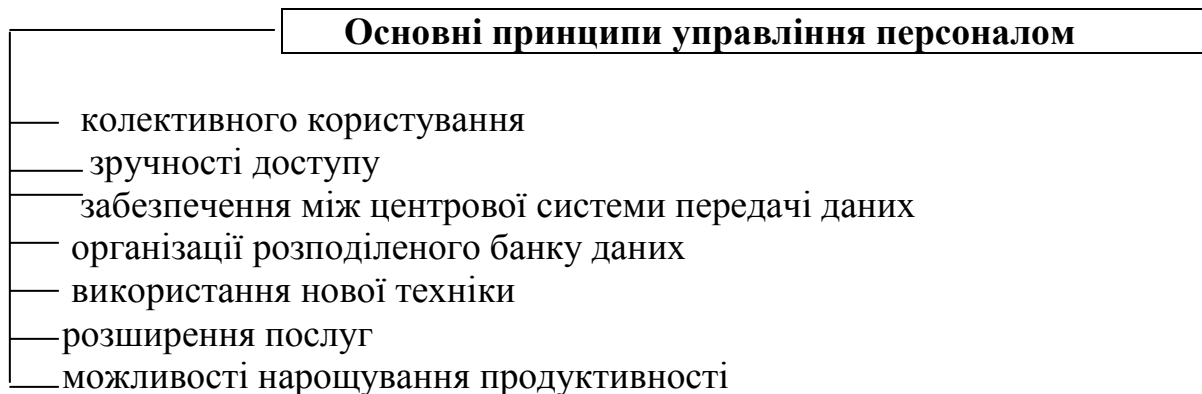 Основні принципи управління персоналом
колективного користування
зручності доступу
забезпечення між центрової системи передачі даних
організації розподіленого банку даних
використання нової техніки
розширення послуг
можливості нарощування продуктивності